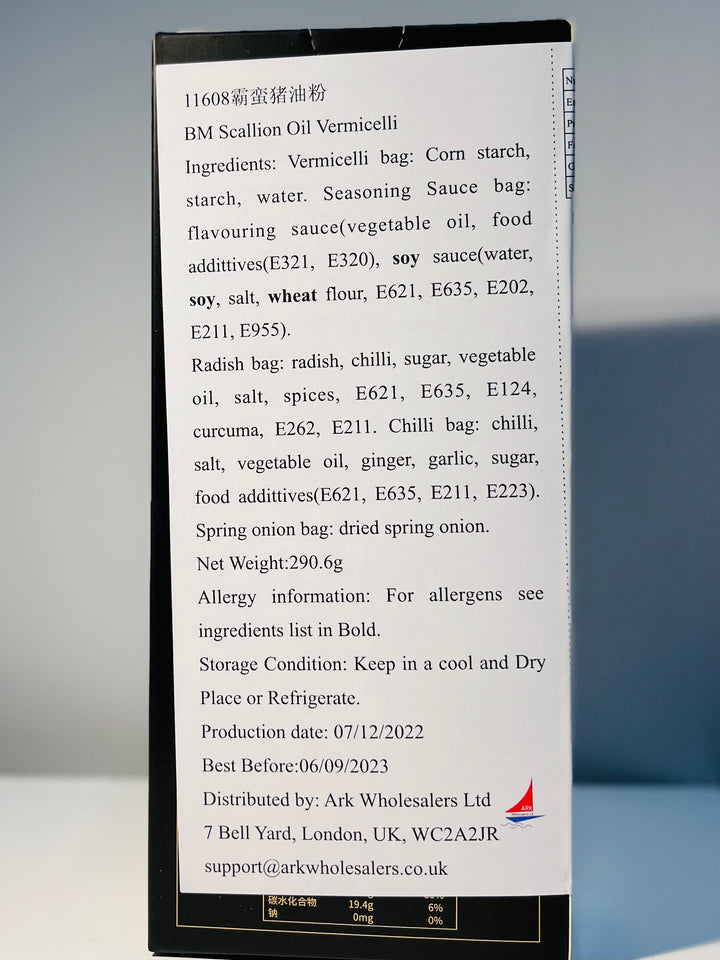 11608霸蛮猪油粉
BM Scallion Oil Vermicelli
Ingredients: Vermicelli bag: Corn starch,
starch, water. Seasoning Sauce bag:
flavouring sauce(vegetable oil, food
addittives(E321, E320), soy sauce(water,
soy, salt, wheat flour, E621, E635, E202,
E211, E955).
Radish bag: radish, chilli, sugar, vegetable
oil, salt, spices, E621, E635, E124,
curcuma, E262, E211. Chilli bag: chilli,
salt, vegetable oil, ginger, garlic, sugar,
food addittives(E621, E635, E211, E223).
Spring onion bag: dried spring onion.
Net Weight:290.6g
Allergy information: For allergens see
ingredients list in Bold.
Storage Condition: Keep in a cool and Dry
Place or Refrigerate.
Production date: 07/12/2022
Best Before:06/09/2023
Distributed by: Ark Wholesalers Ltd
ARK
7 Bell Yard, London, UK, WC2A2JR
support@arkwholesalers.co.uk
碳水化合物 19.4g 6%
钠 0mg 0%